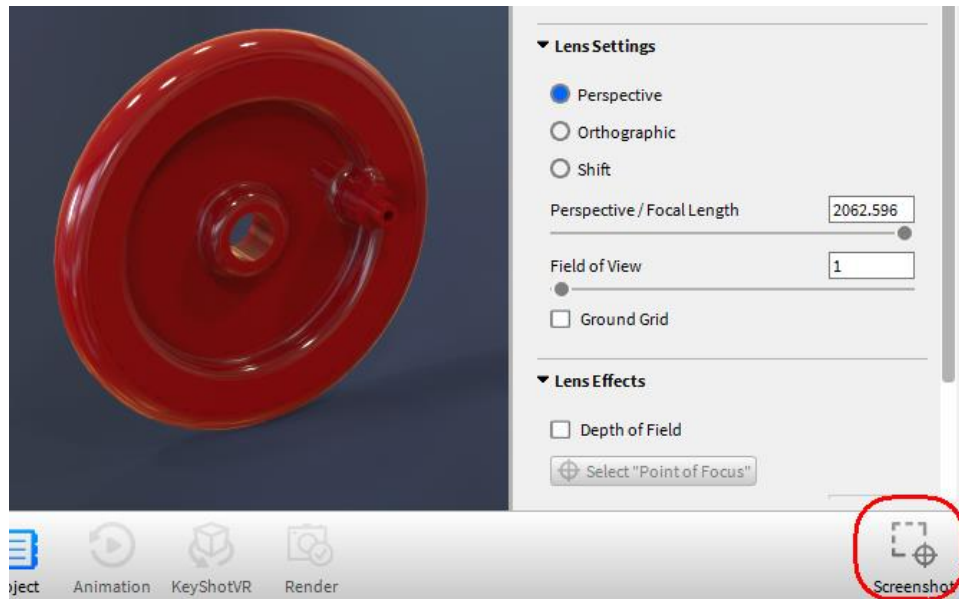 Lens Settings
Perspective
Orthographic
Shift
Perspective / Focal Length
2062.596
Field of View
1
Ground Grid
Lens Effects
Depth of Field
Select "Point of Focus"
oject Animation KeyShotVR Render Screenshot